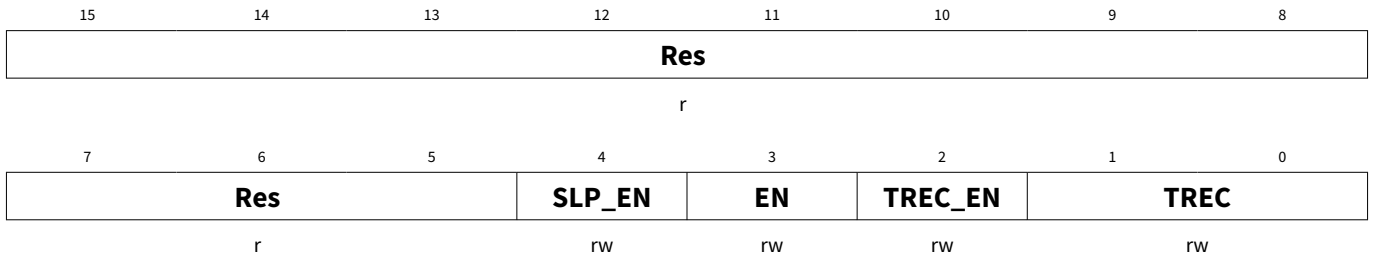 15 14 13 12 11 10 9 8
Res
r
7 6 5 4 3 2 1 0
Res SLP_EN EN TREC_EN TREC
r rw rw rw rw